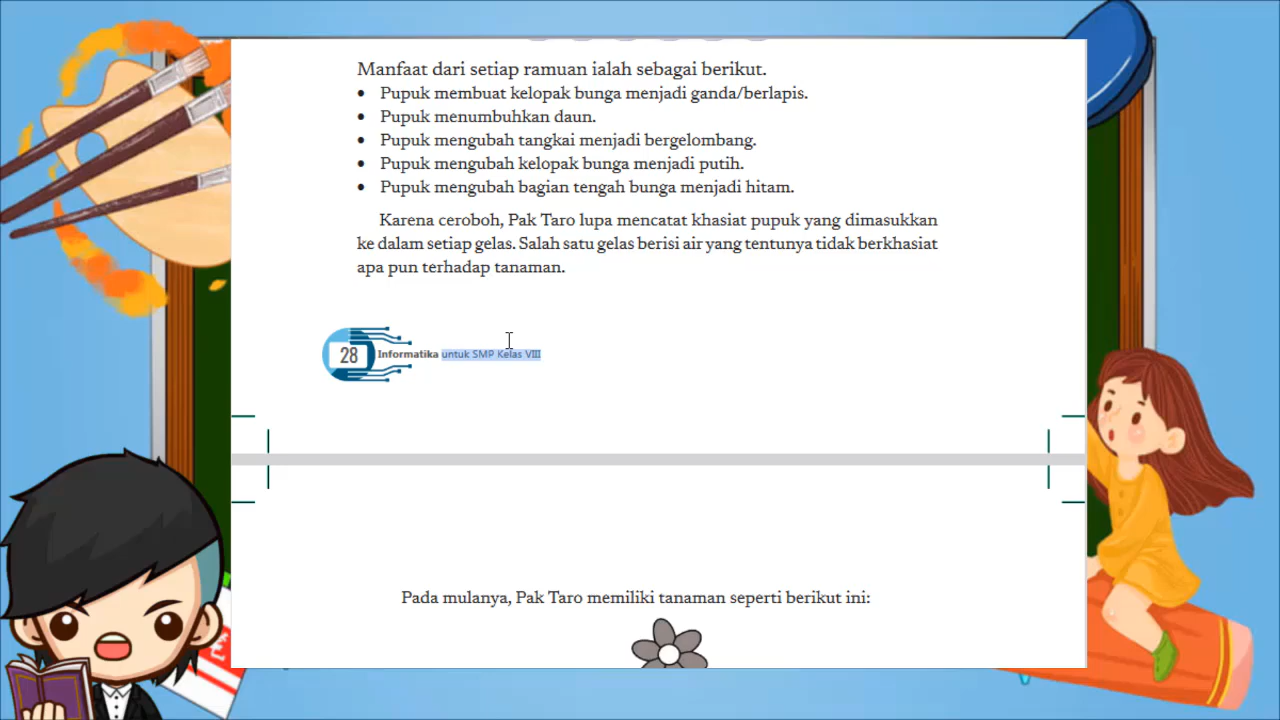 Manfaat dari setiap ramuan ialah sebagai berikut.
• Pupuk membuat kelopak bunga menjadi ganda/berlapis.
• Pupuk menumbuhkan daun.
• Pupuk mengubah tangkai menjadi bergelombang.
• Pupuk mengubah kelopak bunga menjadi putih.
• Pupuk mengubah bagian tengah bunga menjadi hitam.
Karena ceroboh, Pak Taro lupa mencatat khasiat pupuk yang dimasukkan
ke dalam setiap gelas. Salah satu gelas berisi air yang tentunya tidak berkhasiat
apa pun terhadap tanaman.
28 Informatika untuk SMP Kelas VIII
Pada mulanya, Pak Taro memiliki tanaman seperti berikut ini: